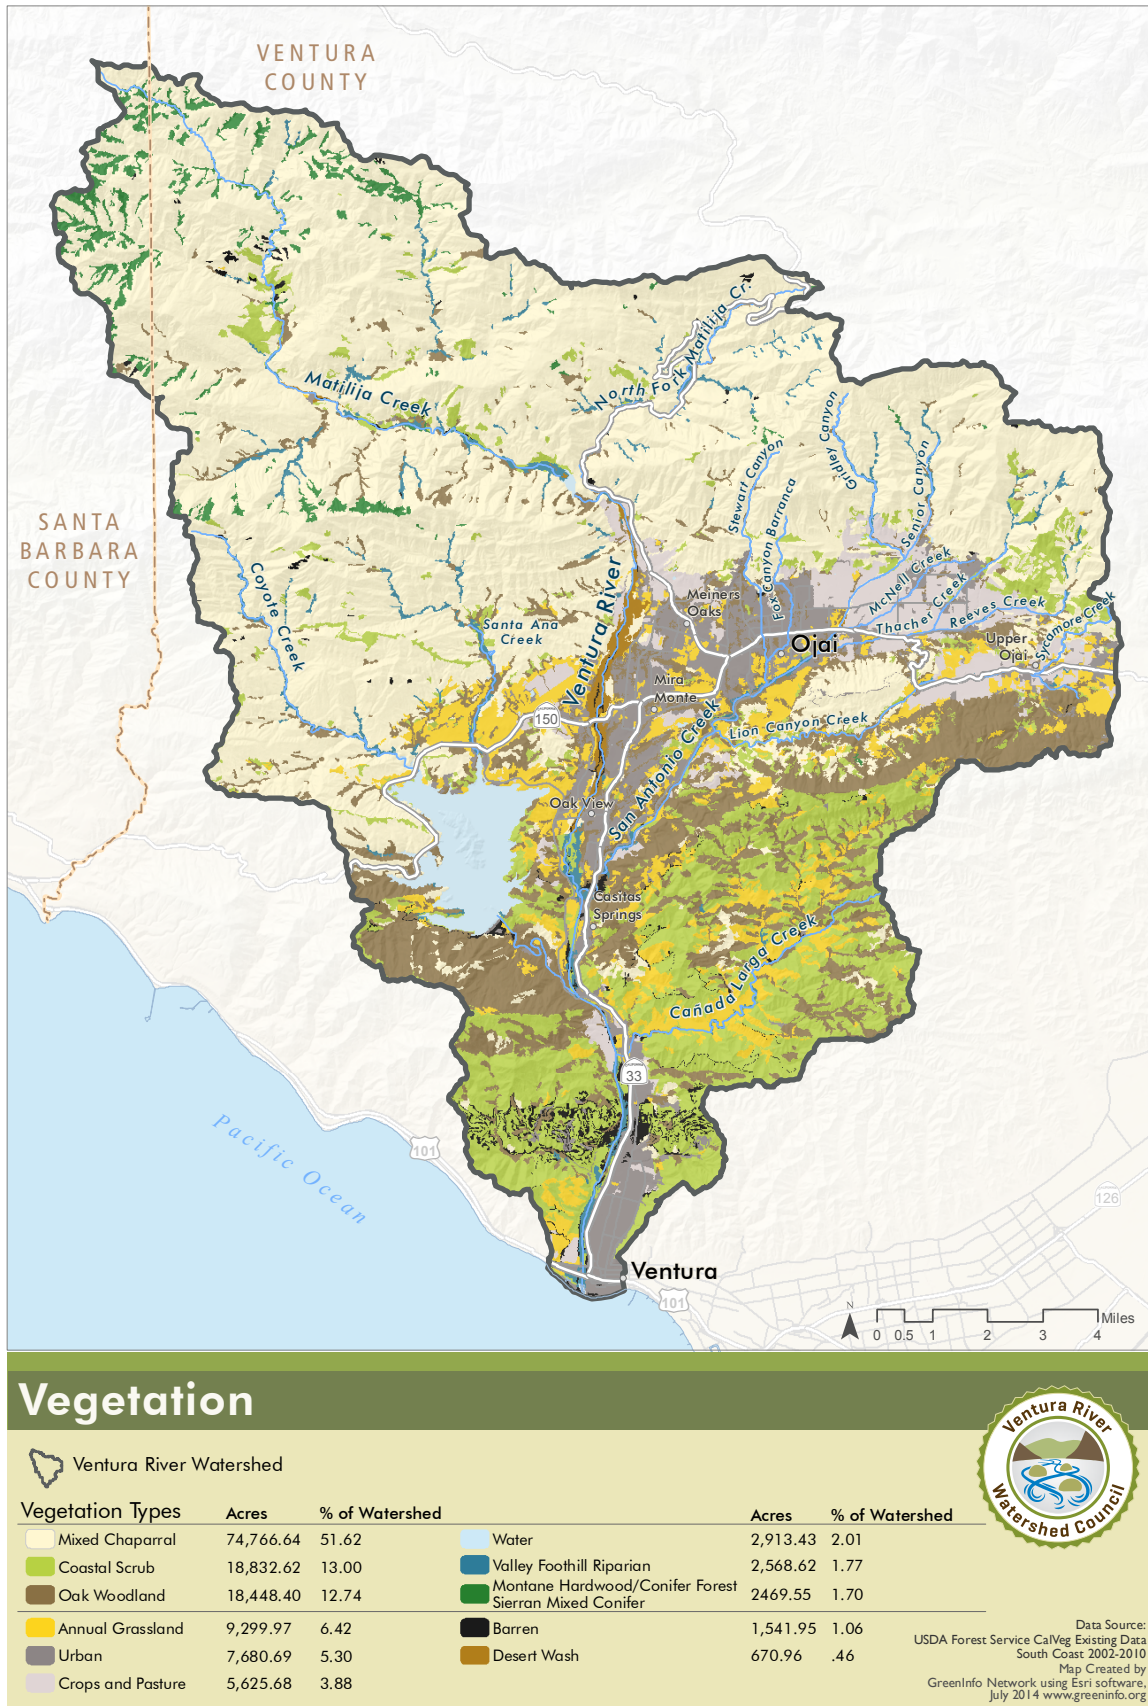 VENTURA
COUNTY
SANTA
BARBARA
COUNTY
North Fork Matilija Cr.
Matilija Creek
Stewart Canyon
Fox Canyon Barranca
Gridley Canyon
Senior Canyon
McNell Creek
Thacher Creek
Reeves Creek
Sycamore Creek
Coyote Creek
Santa Ana
Creek
Ventura River
Meiners
Oaks
Ojai
Upper
Ojai
Mira
Monte
150
Lion Canyon Creek
San Antonio Creek
Oak View
Casitas
Springs
Cañada Larga Creek
33
Pacific Ocean
101
126
Ventura
101
N
Miles
0 0.5 1 2 3 4
Vegetation
Ventura River
Watershed Council
Ventura River Watershed
Vegetation Types Acres % of Watershed Acres % of Watershed
Mixed Chaparral 74,766.64 51.62 Water 2,913.43 2.01
Coastal Scrub 18,832.62 13.00 Valley Foothill Riparian 2,568.62 1.77
Oak Woodland 18,448.40 12.74 Montane Hardwood/Conifer Forest
Sierran Mixed Conifer 2469.55 1.70
Annual Grassland 9,299.97 6.42 Barren 1,541.95 1.06
Urban 7,680.69 5.30 Desert Wash 670.96 .46
Crops and Pasture 5,625.68 3.88
Data Source:
USDA Forest Service CalVeg Existing Data
South Coast 2002-2010
Map Created by
GreenInfo Network using Esri software
July 2014 www.greeninfo.org